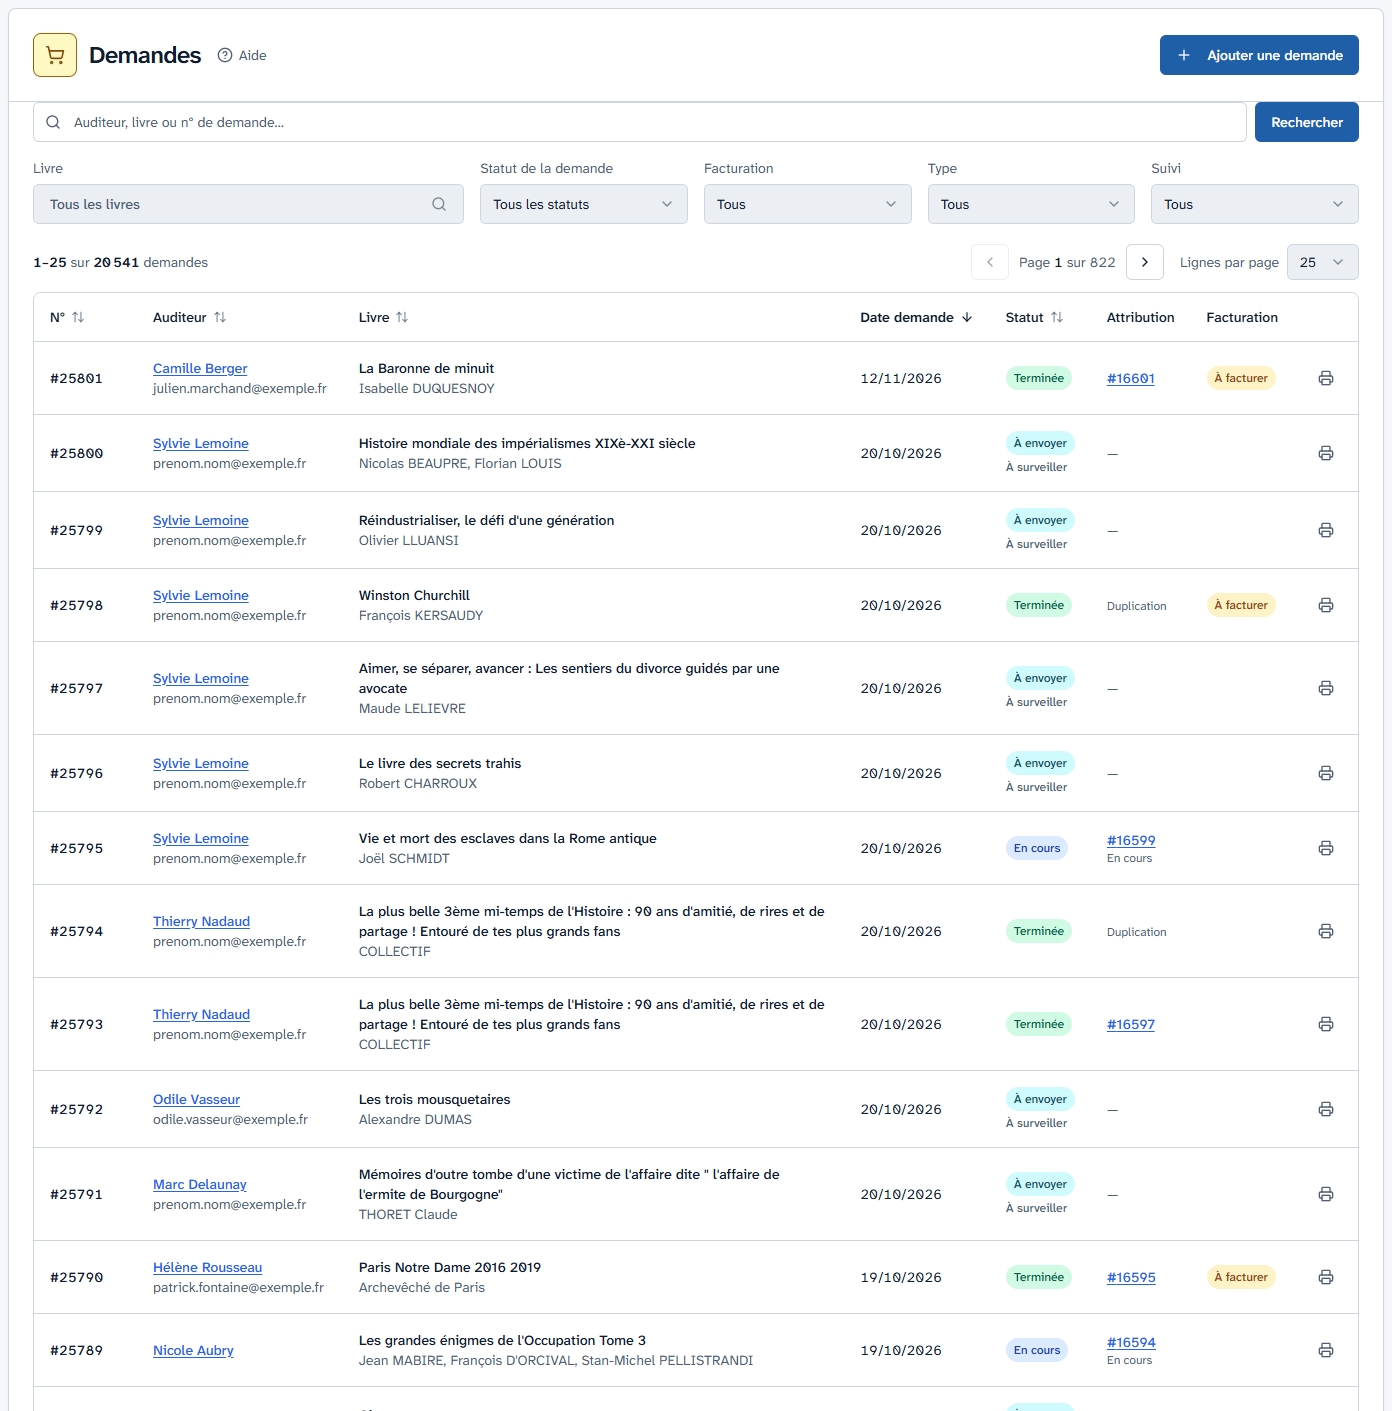 Demandes
Aide
Ajouter une demande
Auditeur, livre ou n° de demande...
Rechercher
Livre
Statut de la demande
Facturation
Type
Suivi
Tous les livres
Tous les statuts
Tous
Tous
Tous
1–25 sur 20 541 demandes
Page 1 sur 822
Lignes par page
25
N°
Auditeur
Livre
Date demande
Statut
Attribution
Facturation
#25801
Camille Berger
julien.marchand@exemple.fr
La Baronne de minuit
Isabelle DUQUESNOY
12/11/2026
Terminée
#16601
À facturer
#25800
Sylvie Lemoine
prenom.nom@exemple.fr
Histoire mondiale des impérialismes XIXè-XXI siècle
Nicolas BEAUPRE, Florian LOUIS
20/10/2026
À envoyer
À surveiller
—
#25799
Sylvie Lemoine
prenom.nom@exemple.fr
Réindustrialiser, le défi d'une génération
Olivier LLUANSI
20/10/2026
À envoyer
À surveiller
—
#25798
Sylvie Lemoine
prenom.nom@exemple.fr
Winston Churchill
François KERSAUDY
20/10/2026
Terminée
Duplication
À facturer
#25797
Sylvie Lemoine
prenom.nom@exemple.fr
Aimer, se séparer, avancer : Les sentiers du divorce guidés par une
avocate
Maude LELIEVRE
20/10/2026
À envoyer
À surveiller
—
#25796
Sylvie Lemoine
prenom.nom@exemple.fr
Le livre des secrets trahis
Robert CHARROUX
20/10/2026
À envoyer
À surveiller
—
#25795
Sylvie Lemoine
prenom.nom@exemple.fr
Vie et mort des esclaves dans la Rome antique
Joël SCHMIDT
20/10/2026
En cours
#16599
En cours
#25794
Thierry Nadaud
prenom.nom@exemple.fr
La plus belle 3ème mi-temps de l'Histoire : 90 ans d'amitié, de rires et de
partage ! Entouré de tes plus grands fans
COLLECTIF
20/10/2026
Terminée
Duplication
#25793
Thierry Nadaud
prenom.nom@exemple.fr
La plus belle 3ème mi-temps de l'Histoire : 90 ans d'amitié, de rires et de
partage ! Entouré de tes plus grands fans
COLLECTIF
20/10/2026
Terminée
#16597
#25792
Odile Vasseur
odile.vasseur@exemple.fr
Les trois mousquetaires
Alexandre DUMAS
20/10/2026
À envoyer
À surveiller
—
#25791
Marc Delaunay
prenom.nom@exemple.fr
Mémoires d'outre tombe d'une victime de l'affaire dite " l'affaire de
l'ermite de Bourgogne"
THORET Claude
20/10/2026
À envoyer
À surveiller
—
#25790
Hélène Rousseau
patrick.fontaine@exemple.fr
Paris Notre Dame 2016 2019
Archevêché de Paris
19/10/2026
Terminée
#16595
À facturer
#25789
Nicole Aubry
Les grandes énigmes de l'Occupation Tome 3
Jean MABIRE, François D'ORCIVAL, Stan-Michel PELLISTRANDI
19/10/2026
En cours
#16594
En cours